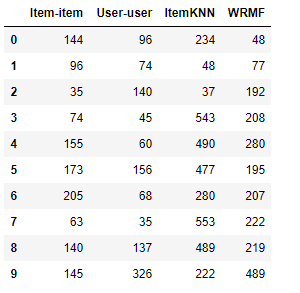 Item-item User-user ItemKNN WRMF
0 144 96 234 48
1 96 74 48 77
2 35 140 37 192
3 74 45 543 208
4 155 60 490 280
5 173 156 477 195
6 205 68 280 207
7 63 35 553 222
8 140 137 489 219
9 145 326 222 489